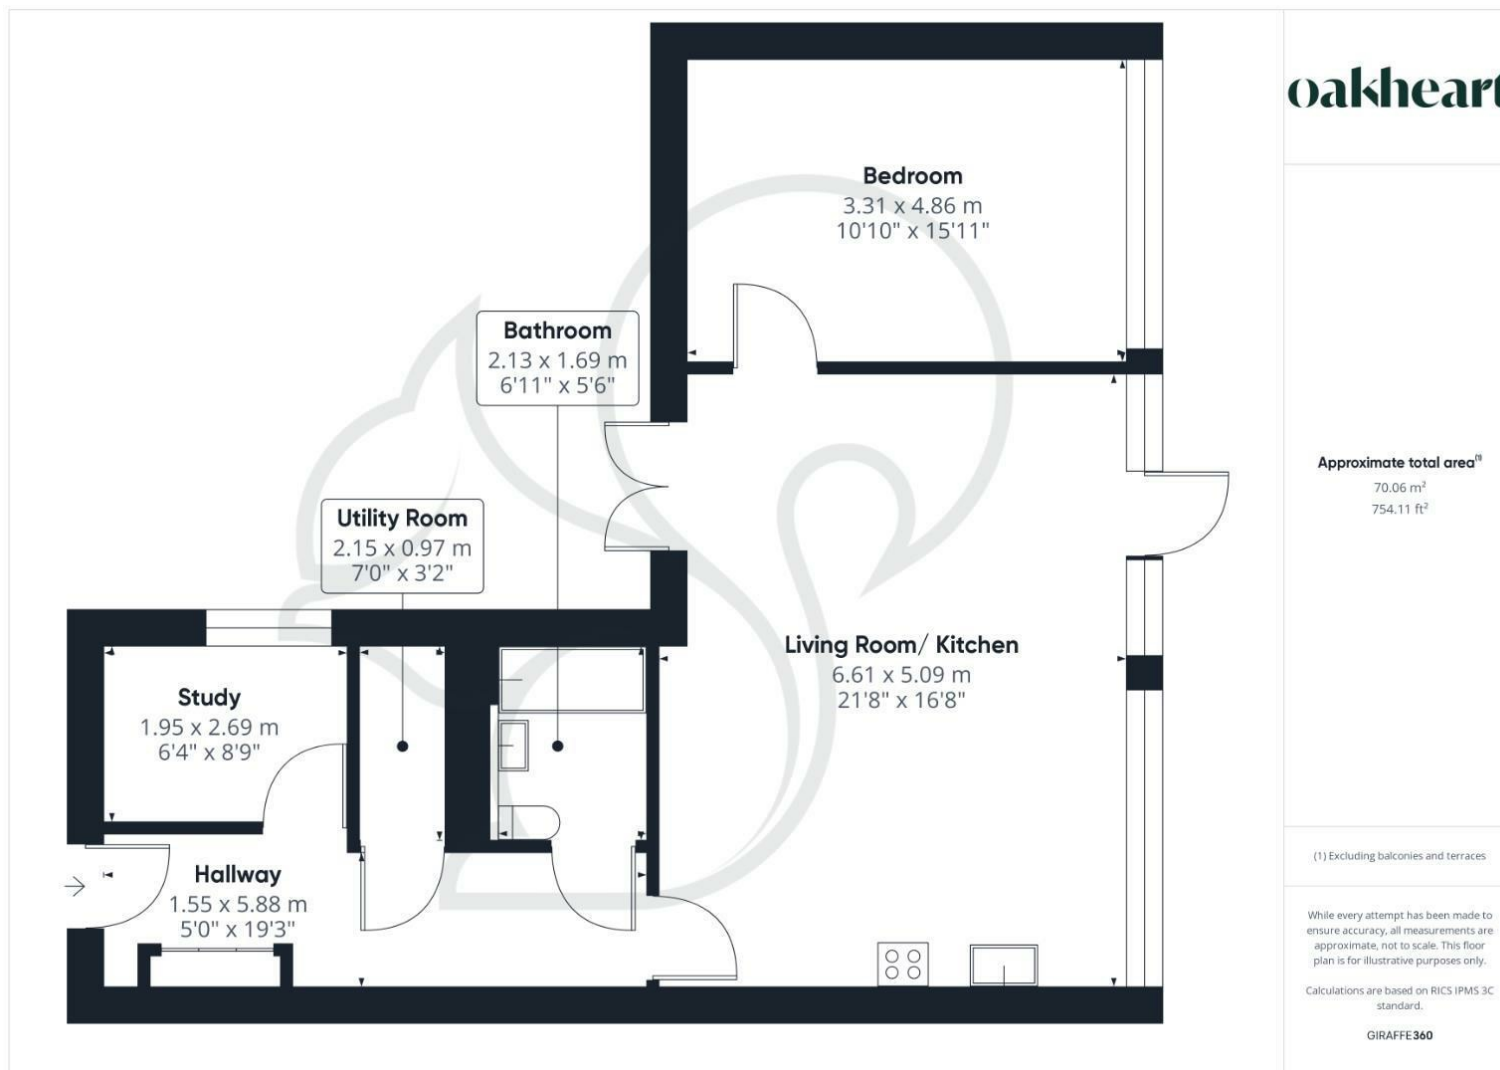 oakheart
Bedroom
3.31 x 4.86 m
10'10" x 15'11"
Bathroom
2.13 x 1.69 m
6'11" x 5'6"
Utility Room
2.15 x 0.97 m
7'0" x 3'2"
Living Room/ Kitchen
6.61 x 5.09 m
21'8" x 16'8"
Study
1.95 x 2.69 m
6'4" x 8'9"
Hallway
1.55 x 5.88 m
5'0" x 19'3"
Approximate total area(1)
70.06 m²
754.11 ft²
(1) Excluding balconies and terraces
While every attempt has been made to
ensure accuracy, all measurements are
approximate, not to scale. This floor
plan is for illustrative purposes only.
Calculations are based on RICS IPMS 3C
standard.
GIRAFFE360